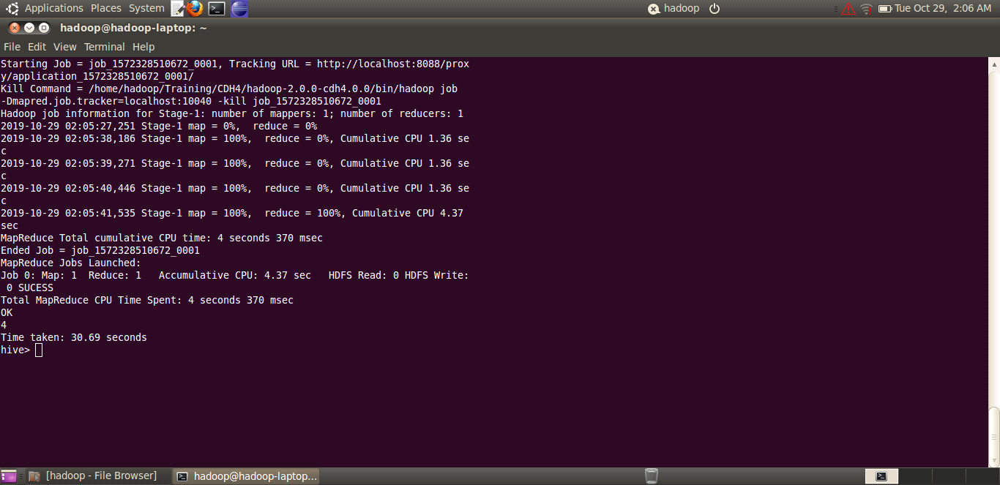 Applications Places System
hadoop
Tue Oct 29, 2:06 AM
hadoop@hadoop-laptop: ~
File Edit View Terminal Help
Starting Job = job_1572328510672_0001, Tracking URL = http://localhost:8088/prox
y/application_1572328510672_0001/
Kill Command = /home/hadoop/Training/CDH4/hadoop-2.0.0-cdh4.0.0/bin/hadoop job
-Dmapred.job.tracker=localhost:10040 -kill job_1572328510672_0001
Hadoop job information for Stage-1: number of mappers: 1; number of reducers: 1
2019-10-29 02:05:27,251 Stage-1 map = 0%,  reduce = 0%
2019-10-29 02:05:38,186 Stage-1 map = 100%,  reduce = 0%, Cumulative CPU 1.36 se
c
2019-10-29 02:05:39,271 Stage-1 map = 100%,  reduce = 0%, Cumulative CPU 1.36 se
c
2019-10-29 02:05:40,446 Stage-1 map = 100%,  reduce = 0%, Cumulative CPU 1.36 se
c
2019-10-29 02:05:41,535 Stage-1 map = 100%,  reduce = 100%, Cumulative CPU 4.37
sec
MapReduce Total cumulative CPU time: 4 seconds 370 msec
Ended Job = job_1572328510672_0001
MapReduce Jobs Launched:
Job 0: Map: 1  Reduce: 1   Accumulative CPU: 4.37 sec   HDFS Read: 0 HDFS Write:
 0 SUCESS
Total MapReduce CPU Time Spent: 4 seconds 370 msec
OK
4
Time taken: 30.69 seconds
hive>
[hadoop - File Browser]
hadoop@hadoop-laptop...